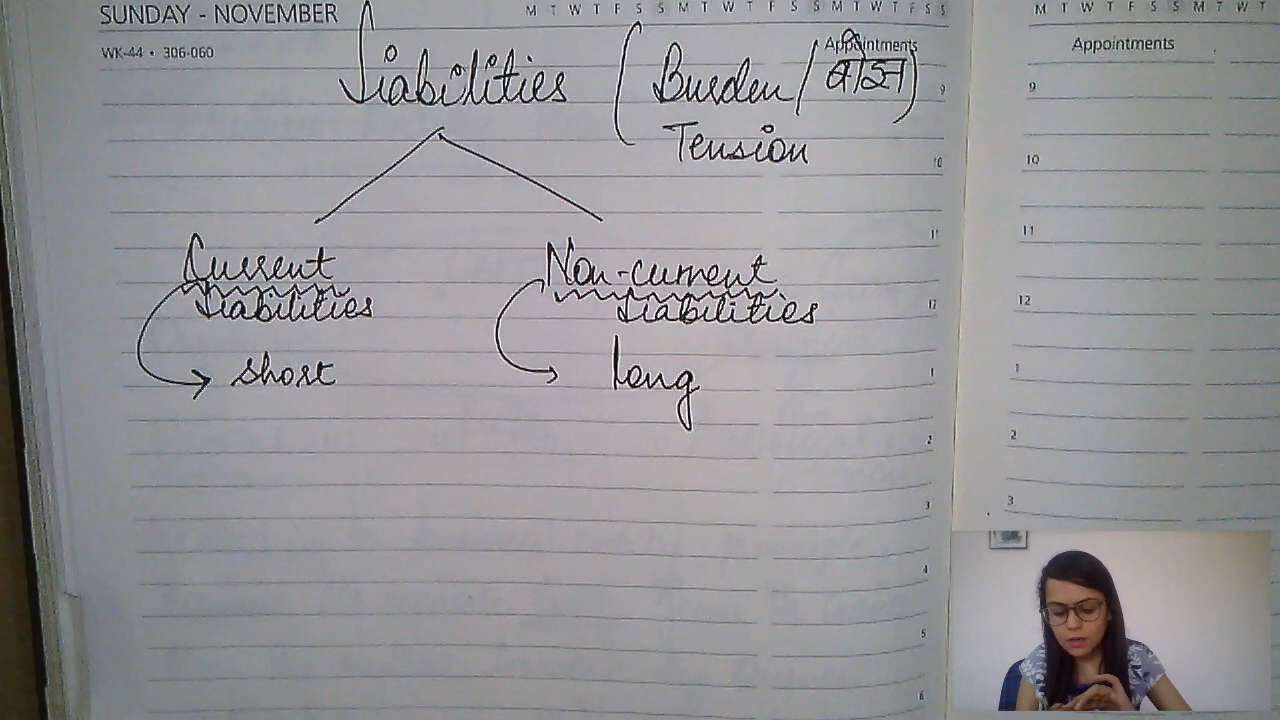 SUNDAY - NOVEMBER
M T W T F S S M T W T F S S M T W T F S S
WK-44 • 306-060
Appointments
Liabilities (Burden/बोझ)
Tension
Current
Liabilities
Non-current
Liabilities
short
long
9
10
11
12
1
2
3
4
5
6
M T W T F S S M T W T
Appointments
9
10
11
12
1
2
3